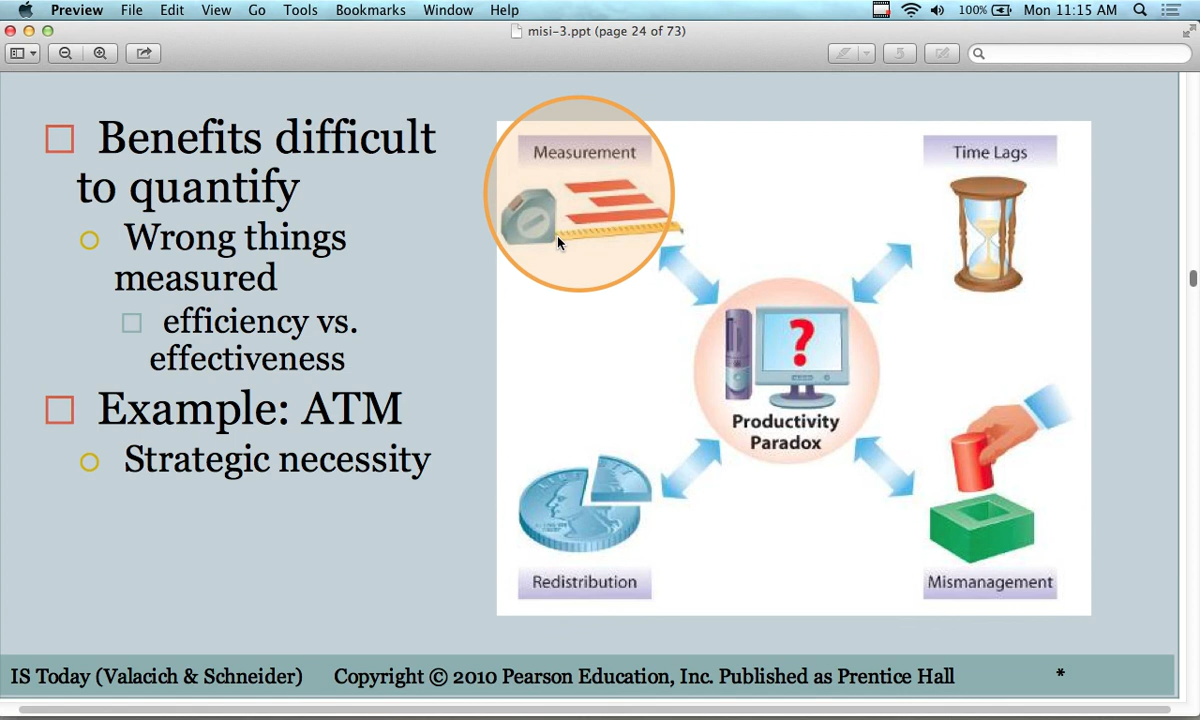 Preview File Edit View Go Tools Bookmarks Window Help 100% Mon 11:15 AM
misi-3.ppt (page 24 of 73)
Benefits difficult
to quantify
Wrong things
measured
efficiency vs.
effectiveness
Example: ATM
Strategic necessity
Measurement
Time Lags
?
Productivity
Paradox
Redistribution
Mismanagement
IS Today (Valacich & Schneider) Copyright © 2010 Pearson Education, Inc. Published as Prentice Hall *